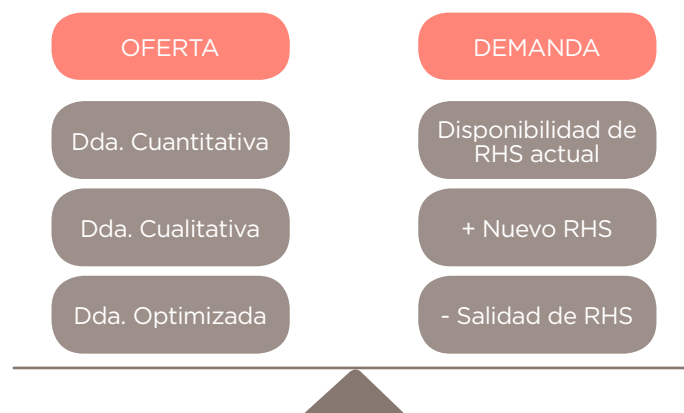 OFERTA
Dda. Cuantitativa
Dda. Cualitativa
Dda. Optimizada
DEMANDA
Disponibilidad de
RHS actual
+ Nuevo RHS
- Salidad de RHS